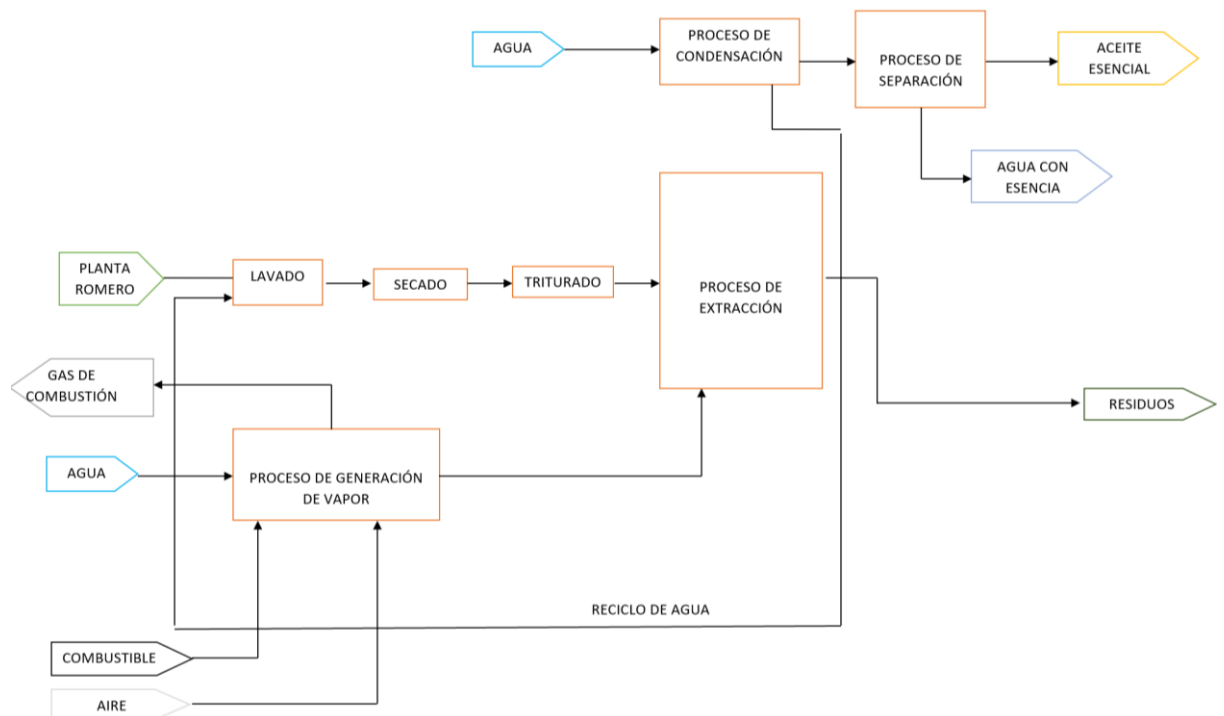 AGUA
PROCESO DE
CONDENSACIÓN
PROCESO DE
SEPARACIÓN
ACEITE
ESENCIAL
AGUA CON
ESENCIA
PLANTA
ROMERO
LAVADO
SECADO
TRITURADO
PROCESO DE
EXTRACCIÓN
GAS DE
COMBUSTIÓN
RESIDUOS
AGUA
PROCESO DE GENERACIÓN
DE VAPOR
RECICLO DE AGUA
COMBUSTIBLE
AIRE